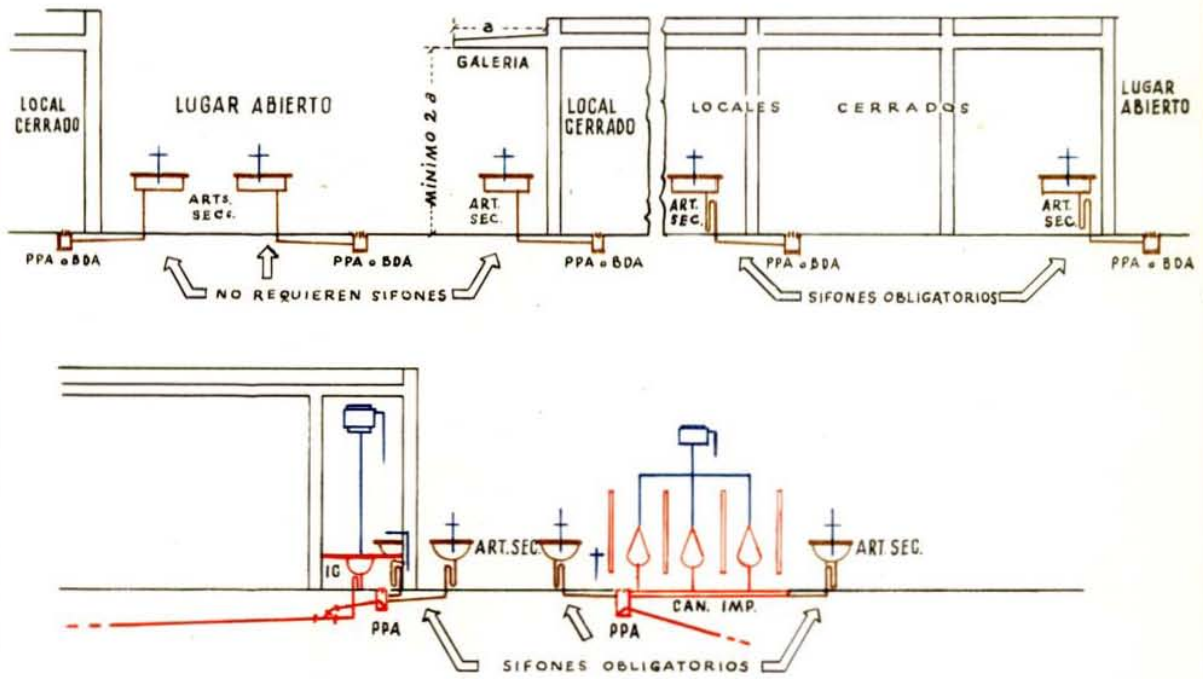 a
GALERIA
MÍNIMO 2 a
LOCAL
CERRADO
LUGAR ABIERTO
LOCAL
CERRADO
LOCALES CERRADOS
LUGAR
ABIERTO
ARTS.
SECS.
ART.
SEC.
ART.
SEC.
ART.
SEC.
PPA o BDA
PPA o BDA
PPA o BDA
PPA o BDA
PPA o BDA
NO REQUIEREN SIFONES
SIFONES OBLIGATORIOS
ART. SEC.
ART. SEC.
IG
CAN. IMP.
PPA
PPA
SIFONES OBLIGATORIOS